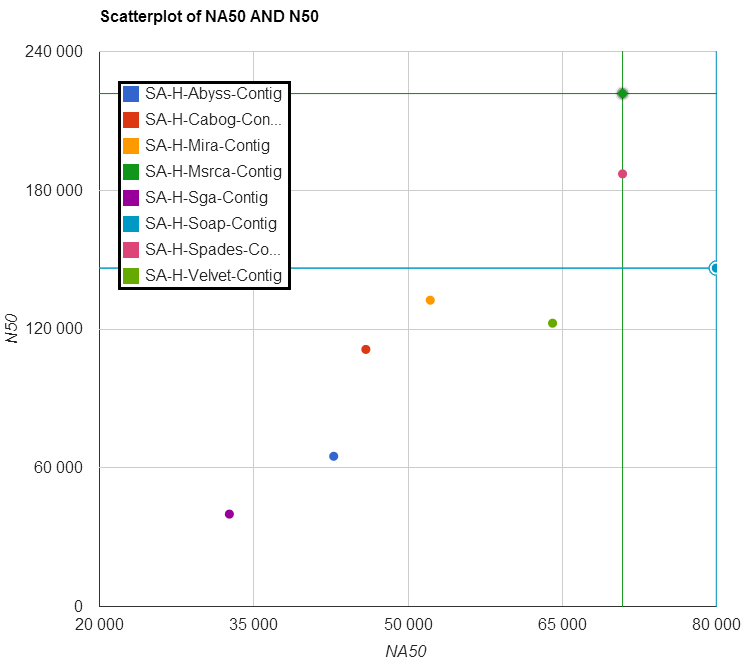 Scatterplot of NA50 AND N50
240 000
SA-H-Abyss-Contig
SA-H-Cabog-Con...
SA-H-Mira-Contig
SA-H-Msrca-Contig
180 000
SA-H-Sga-Contig
SA-H-Soap-Contig
SA-H-Spades-Co...
SA-H-Velvet-Contig
N50
120 000
60 000
0
20 000 35 000 50 000 65 000 80 000
NA50